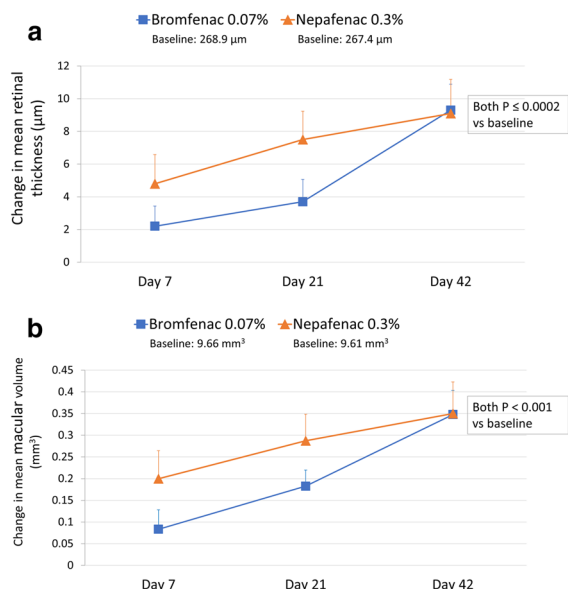 a
Bromfenac 0.07% Nepafenac 0.3%
Baseline: 268.9 µm Baseline: 267.4 µm
Change in mean retinal
thickness (µm)
12
10
8
6
4
2
0
Both P ≤ 0.0002
vs baseline
Day 7 Day 21 Day 42
b
Bromfenac 0.07% Nepafenac 0.3%
Baseline: 9.66 mm³ Baseline: 9.61 mm³
Change in mean macular volume
(mm³)
0.45
0.4
0.35
0.3
0.25
0.2
0.15
0.1
0.05
0
Both P < 0.001
vs baseline
Day 7 Day 21 Day 42